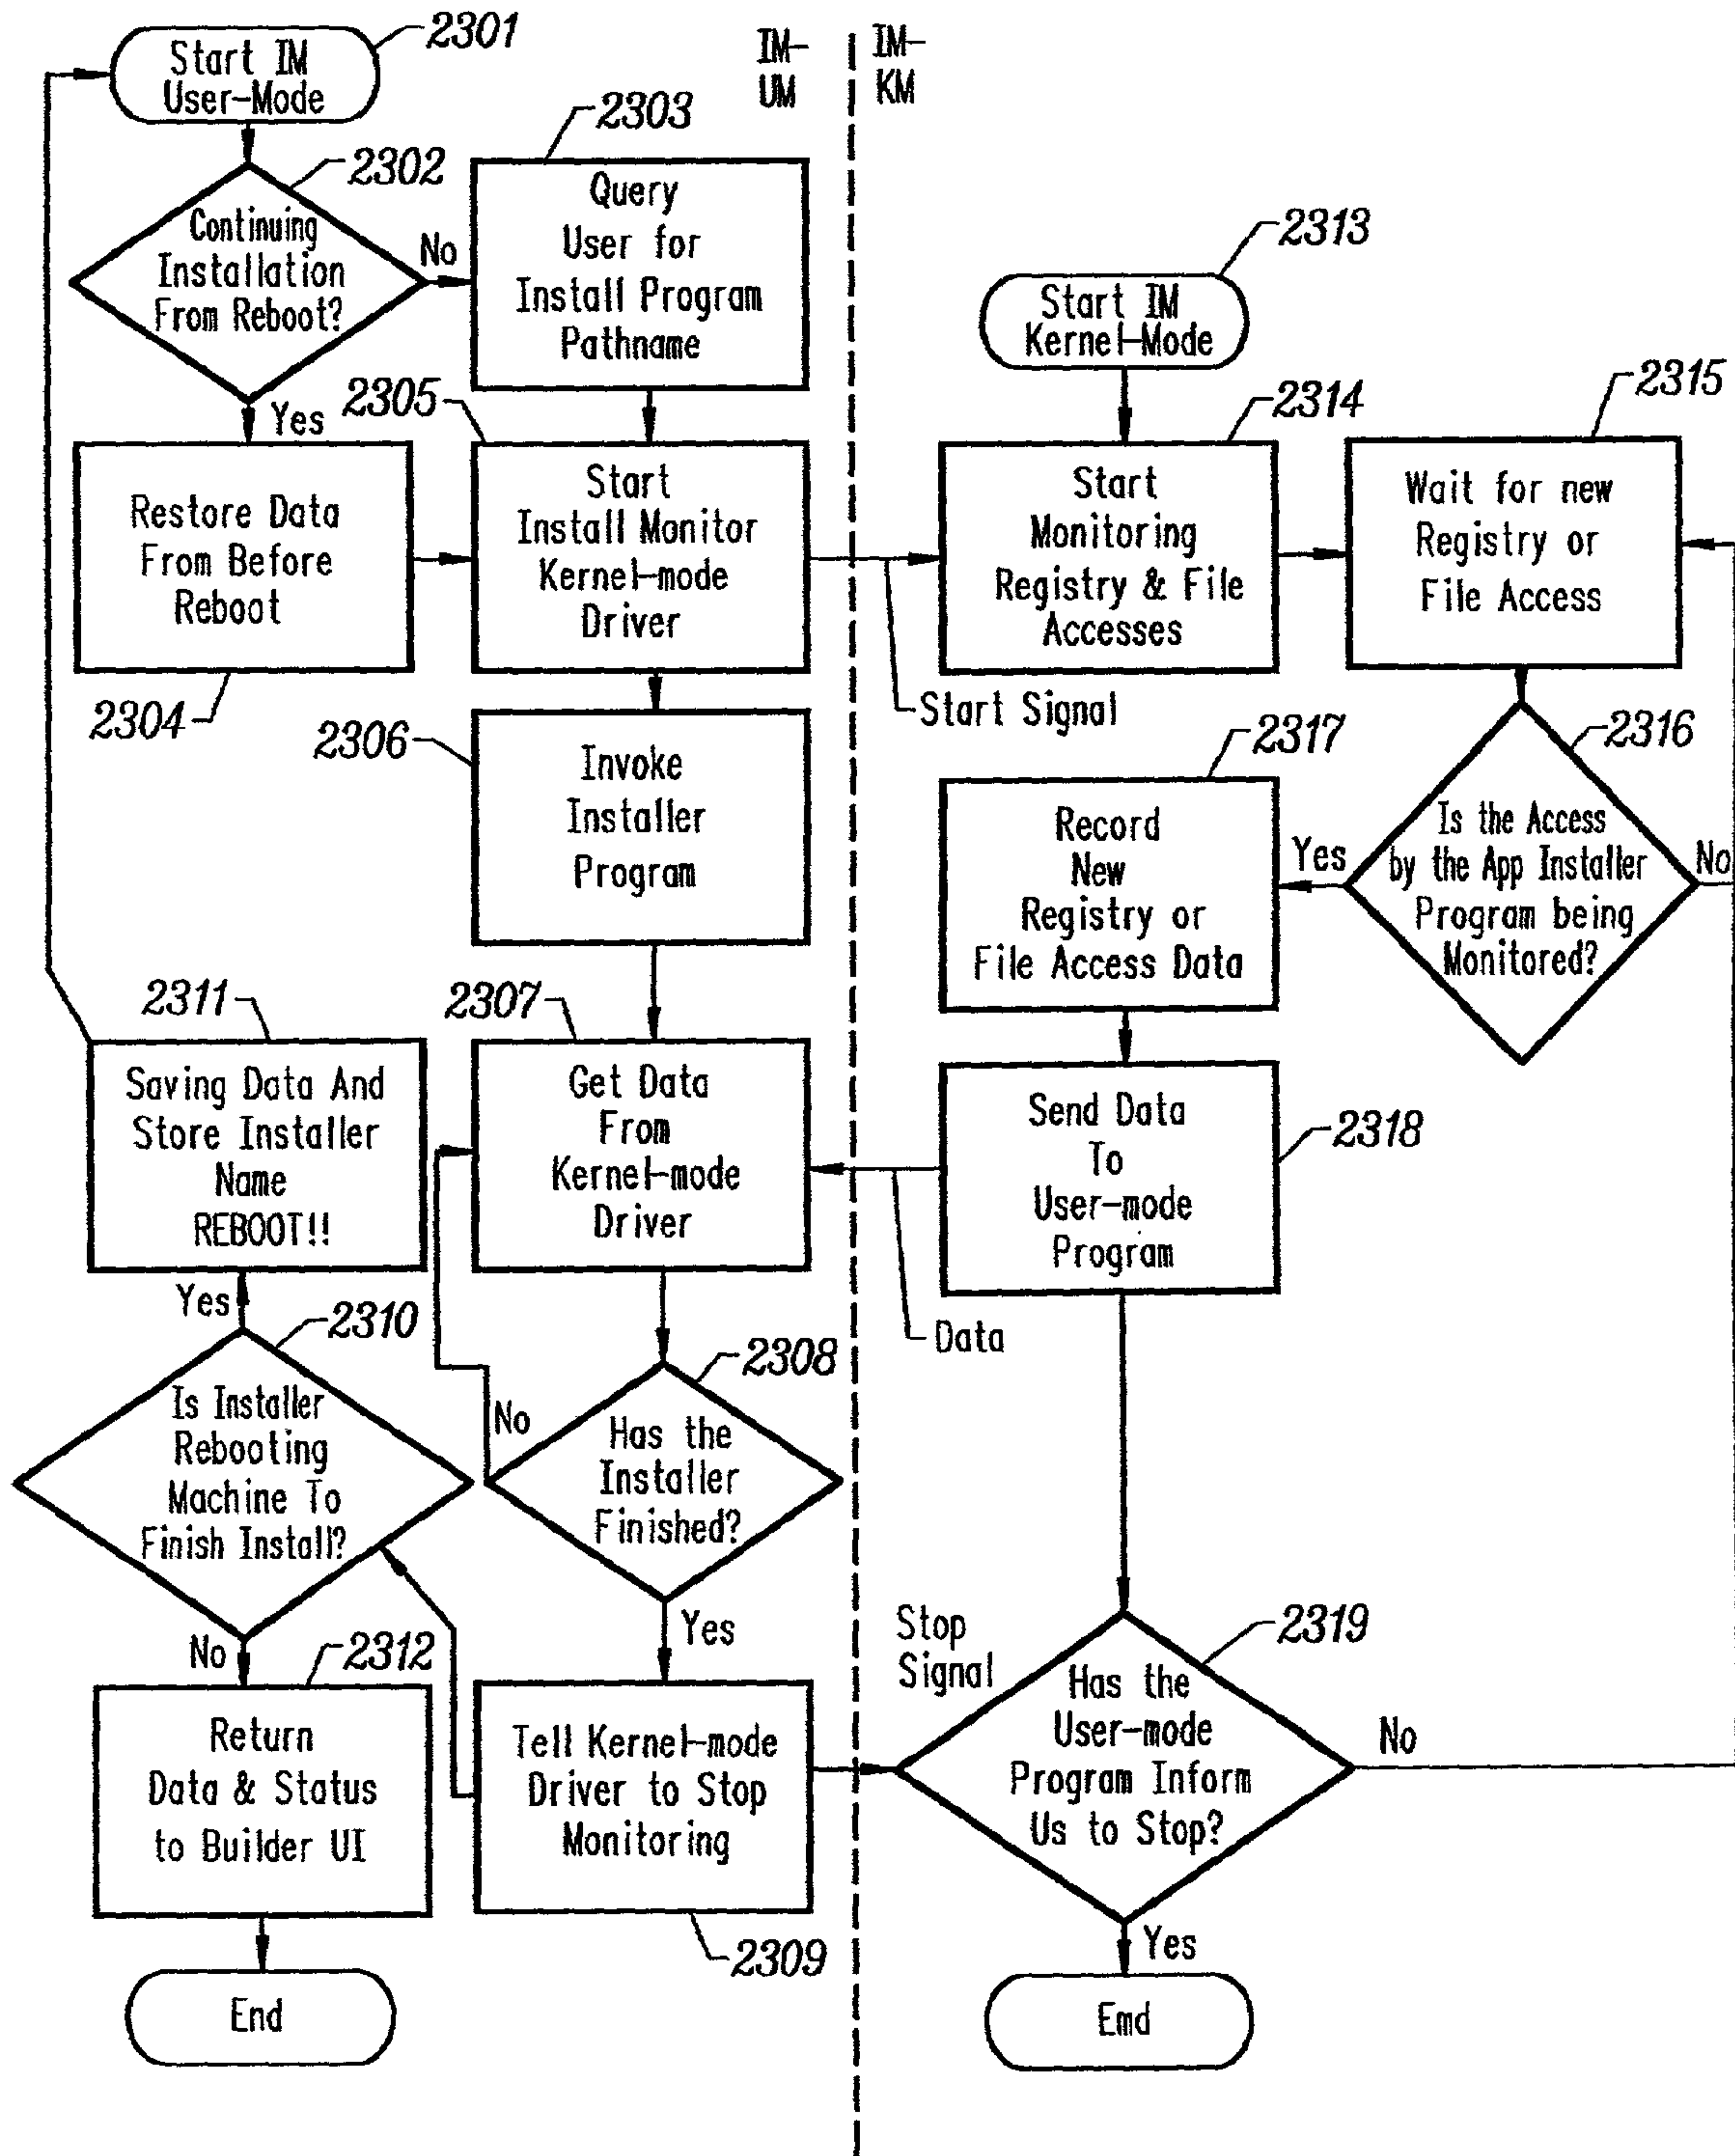 2301
Start IM
User-Mode
IM-
UM
IM-
KM
2302
Continuing
Installation
From Reboot?
No
Yes
2303
Query
User for
Install Program
Pathname
2304
Restore Data
From Before
Reboot
2305
Start
Install Monitor
Kernel-mode
Driver
Start Signal
2306
Invoke
Installer
Program
2307
Get Data
From
Kernel-mode
Driver
Data
2308
Has the
Installer
Finished?
No
Yes
2309
Tell Kernel-mode
Driver to Stop
Monitoring
2310
Is Installer
Rebooting
Machine To
Finish Install?
Yes
No
2311
Saving Data And
Store Installer
Name
REBOOT!!
2312
Return
Data & Status
to Builder UI
End
2313
Start IM
Kernel-Mode
2314
Start
Monitoring
Registry & File
Accesses
2315
Wait for new
Registry or
File Access
2316
Is the Access
by the App Installer
Program being
Monitored?
Yes
No
2317
Record
New
Registry or
File Access Data
2318
Send Data
To
User-mode
Program
Stop
Signal
2319
Has the
User-mode
Program Inform
Us to Stop?
No
Yes
Emd